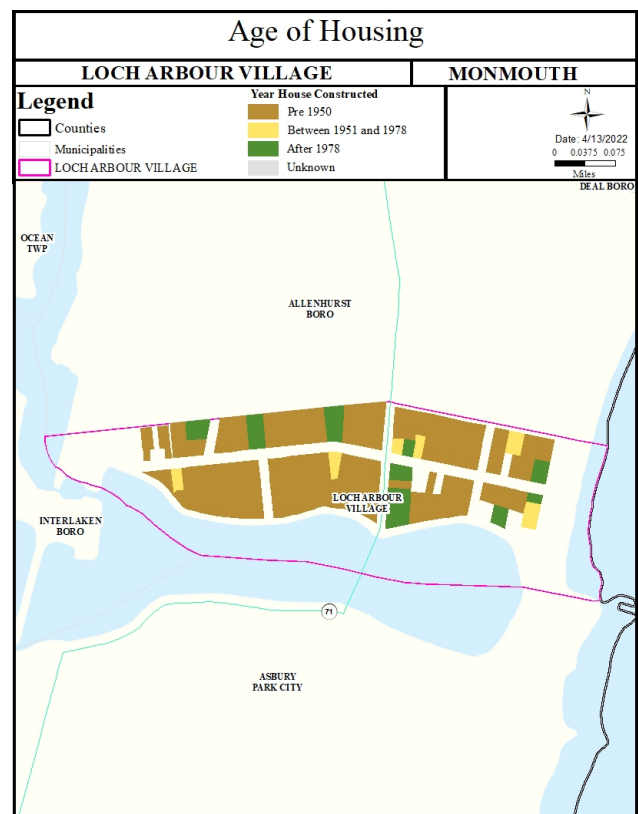 Age of Housing
LOCH ARBOUR VILLAGE
MONMOUTH
Legend
Counties
Municipalities
LOCH ARBOUR VILLAGE
Year House Constructed
Pre 1950
Between 1951 and 1978
After 1978
Unknown
N
Date: 4/13/2022
0 0.0375 0.075
Miles
DEAL BORO
OCEAN
TWP
ALLENHURST
BORO
LOCH ARBOUR
VILLAGE
INTERLAKEN
BORO
71
ASBURY
PARK CITY